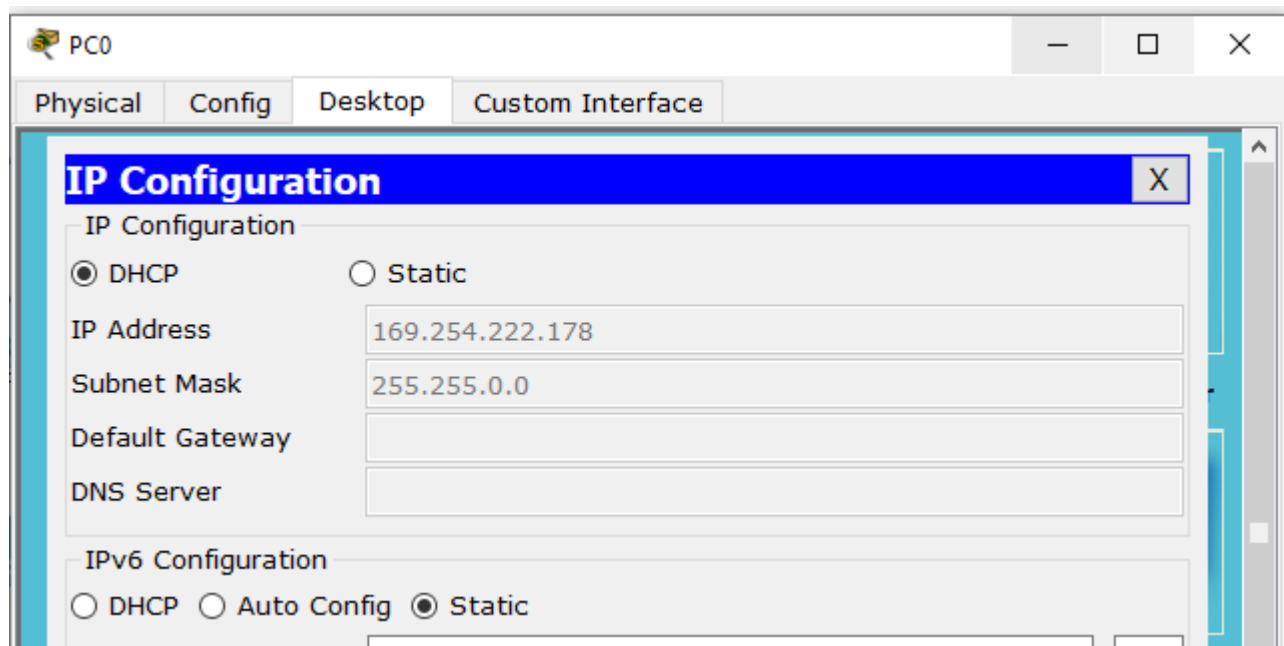 PC0
Physical Config Desktop Custom Interface
IP Configuration X
IP Configuration
DHCP Static
IP Address 169.254.222.178
Subnet Mask 255.255.0.0
Default Gateway
DNS Server
IPv6 Configuration
DHCP Auto Config Static